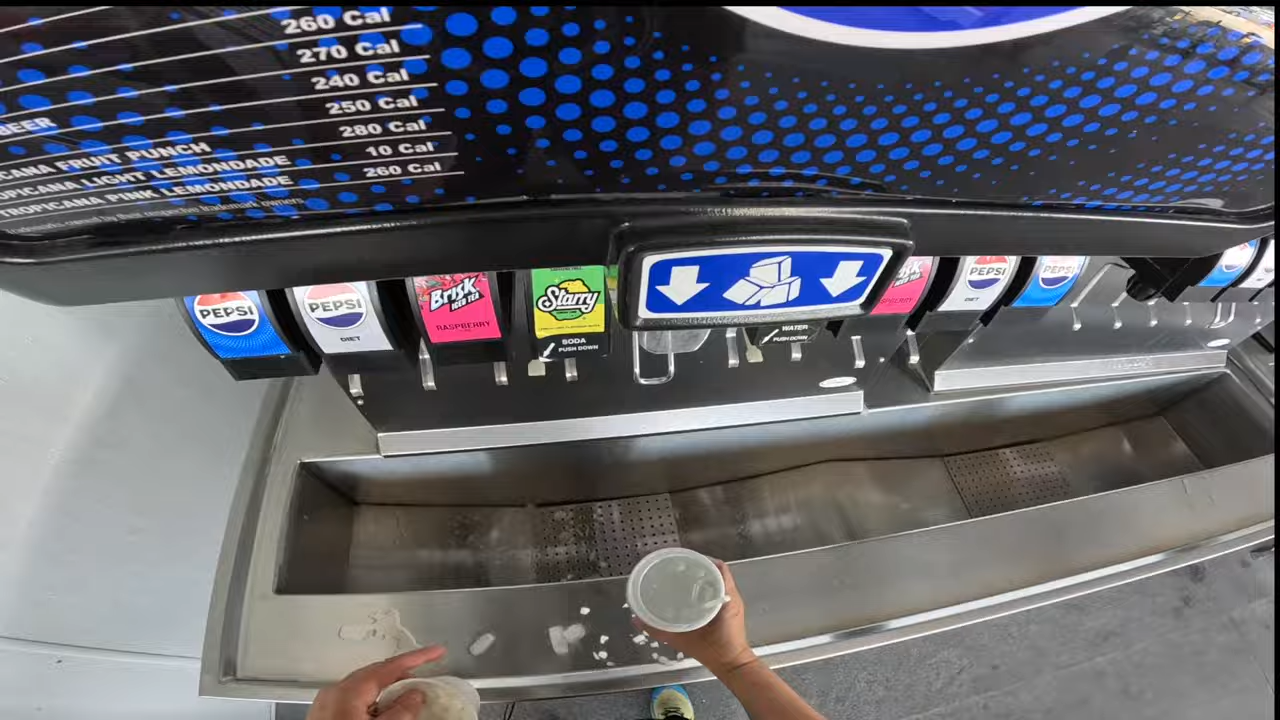 260 Cal
270 Cal
240 Cal
250 Cal
BEER 280 Cal
CANA FRUIT PUNCH 10 Cal
OPICANA LIGHT LEMONDADE 260 Cal
TROPICANA PINK LEMONDADE
PEPSI
PEPSI
DIET
BRISK
ICED TEA
RASPBERRY
Starry
SODA
PUSH DOWN
WATER
PUSH DOWN
PEPSI
DIET
PEPSI